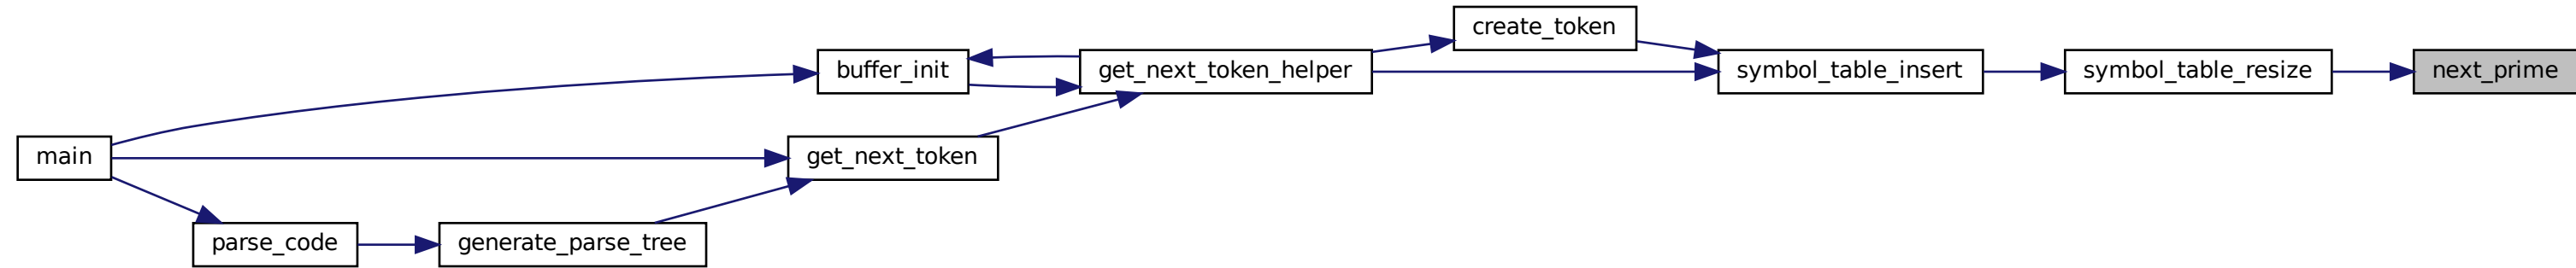 create_token
buffer_init
get_next_token_helper
symbol_table_insert
symbol_table_resize
next_prime
main
get_next_token
parse_code
generate_parse_tree